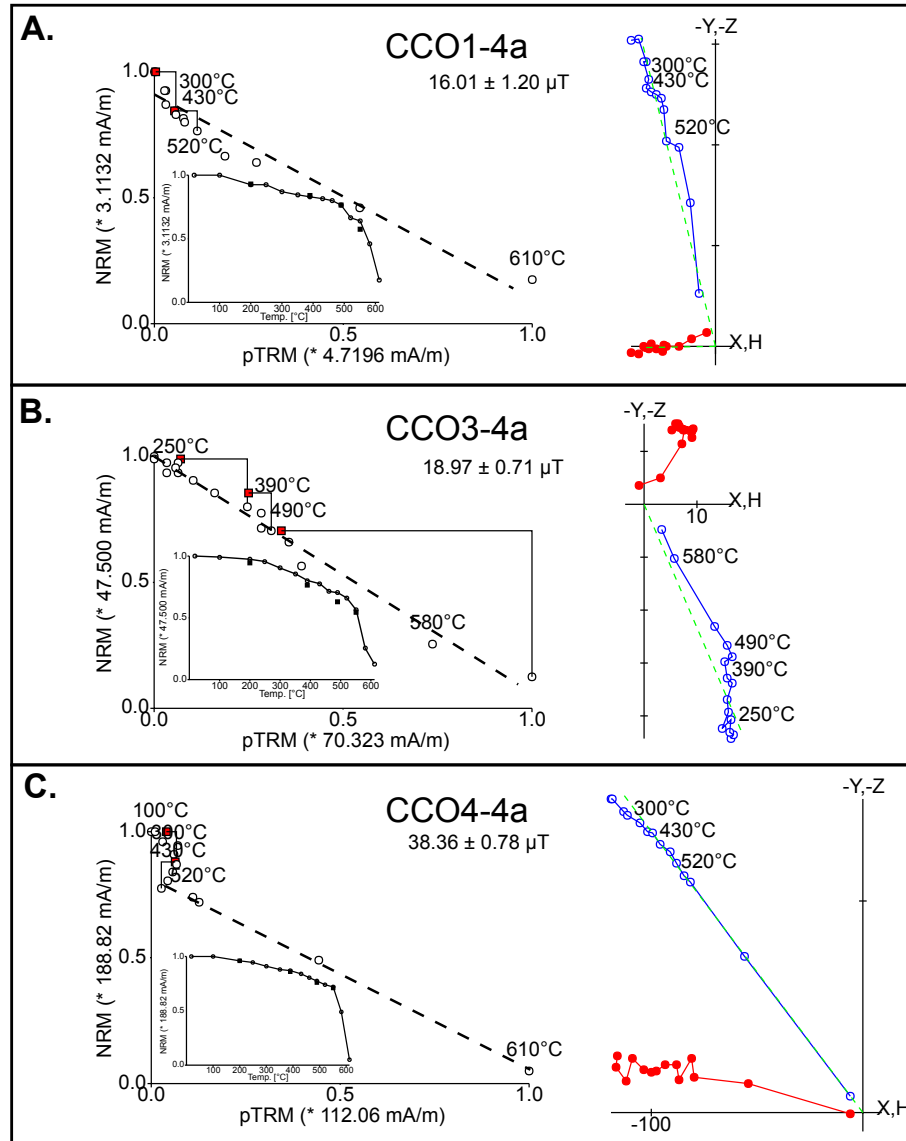 A.
CCO1-4a
16.01 ± 1.20 µT
NRM (* 3.1132 mA/m)
1.0
0.5
0.0
300°C
430°C
520°C
610°C
0.0
0.5
1.0
pTRM (* 4.7196 mA/m)
NRM (* 3.1132 mA/m)
1.0
0.5
0.0
100 200 300 400 500 600
Temp. [°C]
-Y,-Z
300°C
430°C
520°C
X,H
B.
CCO3-4a
18.97 ± 0.71 µT
NRM (* 47.500 mA/m)
1.0
0.5
0.0
250°C
390°C
490°C
580°C
0.0
0.5
1.0
pTRM (* 70.323 mA/m)
NRM (* 47.500 mA/m)
1.0
0.5
0.0
100 200 300 400 500 600
Temp. [°C]
-Y,-Z
X,H
10
580°C
490°C
390°C
250°C
C.
CCO4-4a
38.36 ± 0.78 µT
NRM (* 188.82 mA/m)
1.0
0.5
0.0
100°C
300°C
430°C
520°C
610°C
0.0
0.5
1.0
pTRM (* 112.06 mA/m)
NRM (* 188.82 mA/m)
1.0
0.5
0.0
100 200 300 400 500 600
Temp. [°C]
-Y,-Z
300°C
430°C
520°C
X,H
-100